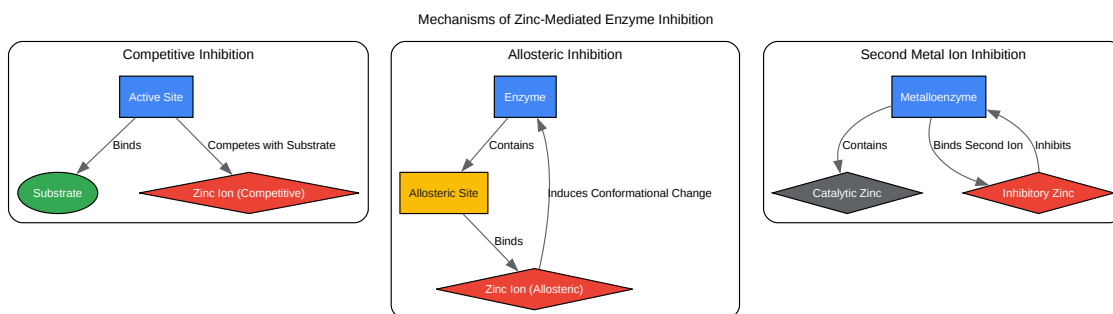 Mechanisms of Zinc-Mediated Enzyme Inhibition
Competitive Inhibition
Active Site
Binds
Competes with Substrate
Substrate
Zinc Ion (Competitive)
Allosteric Inhibition
Enzyme
Contains
Allosteric Site
Induces Conformational Change
Binds
Zinc Ion (Allosteric)
Second Metal Ion Inhibition
Metalloenzyme
Contains
Binds Second Ion
Inhibits
Catalytic Zinc
Inhibitory Zinc